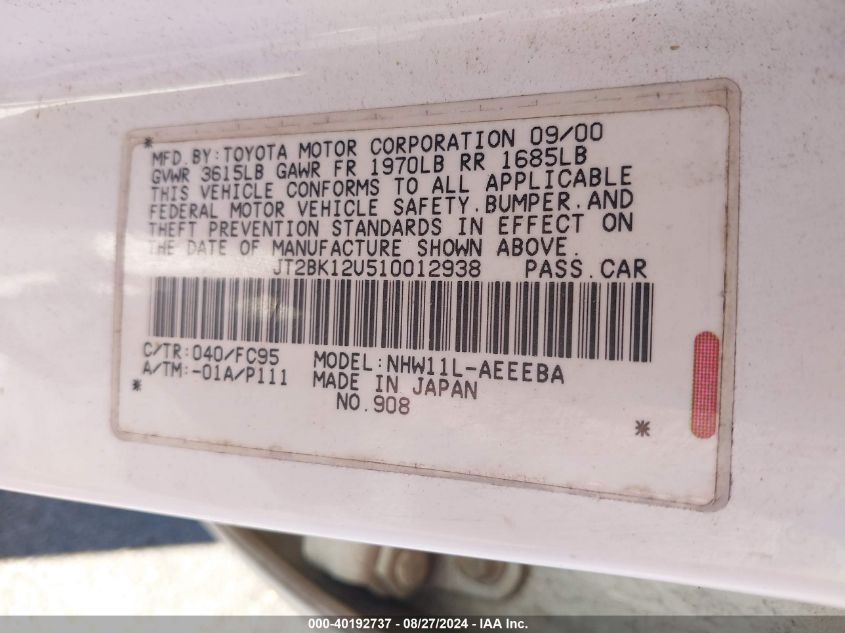 MFD.BY:TOYOTA MOTOR CORPORATION 09/00
GVWR 3615LB GAWR FR 1970LB RR 1685LB
THIS VEHICLE CONFORMS TO ALL APPLICABLE
FEDERAL MOTOR VEHICLE SAFETY.BUMPER.AND
THEFT PREVENTION STANDARDS IN EFFECT ON
THE DATE OF MANUFACTURE SHOWN ABOVE.
JT2BK12U510012938 PASS.CAR
C/TR:040/FC95 MODEL:NHW11L-AEEEBA
A/TM:-01A/P111 MADE IN JAPAN
NO.908
000-40192737 - 08/27/2024 - IAA Inc.